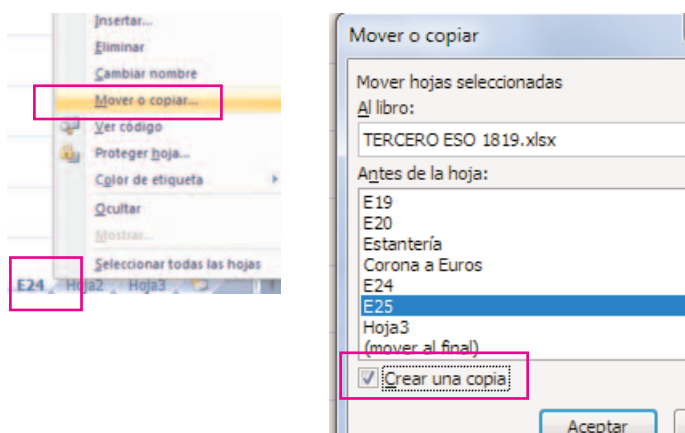 Insertar...
Eliminar
Cambiar nombre
Mover o copiar...
Ver código
Proteger hoja...
Color de etiqueta
Ocultar
Mostrar...
Seleccionar todas las hojas
E24 Hoja2 Hoja3
Mover o copiar
Mover hojas seleccionadas
Al libro:
TERCERO ESO 1819.xlsx
Antes de la hoja:
E19
E20
Estantería
Corona a Euros
E24
E25
Hoja3
(mover al final)
Crear una copia
Aceptar